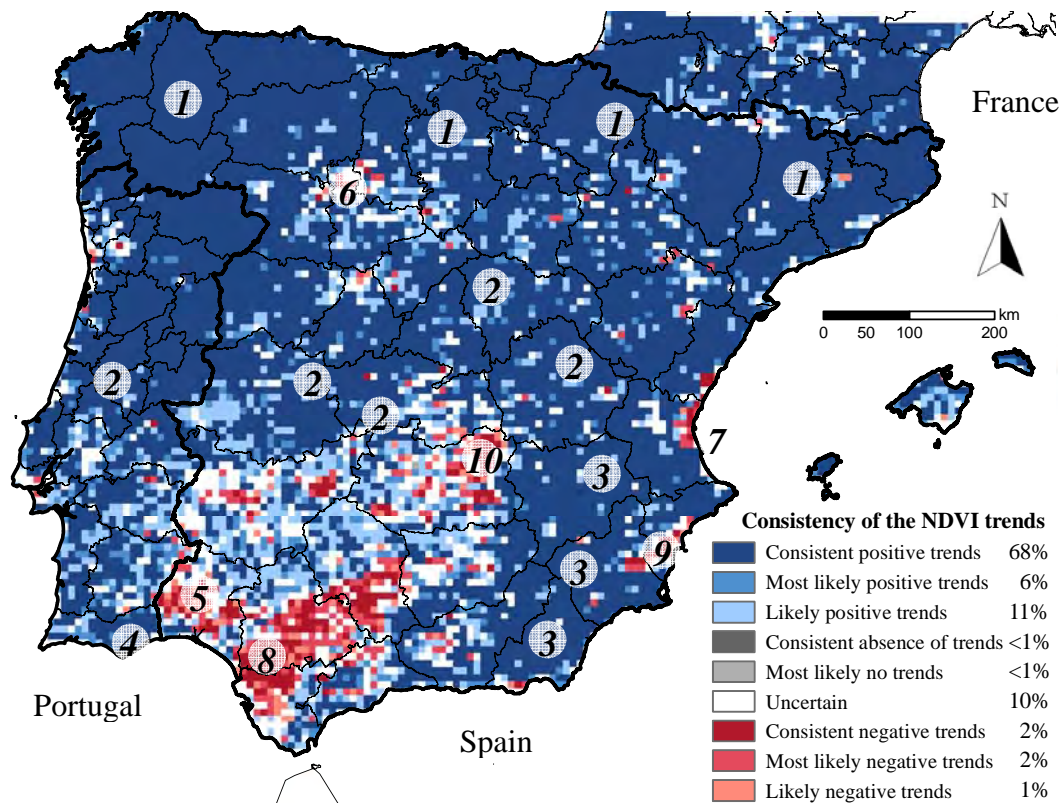 France
1
1
1
1
6
N
2
km
0 50 100 200
2
2
2
2
7
10
3
Consistency of the NDVI trends
Consistent positive trends 68%
9
3
Most likely positive trends 6%
5
Likely positive trends 11%
4
3
Consistent absence of trends <1%
8
Most likely no trends <1%
Portugal
Uncertain 10%
Spain
Consistent negative trends 2%
Most likely negative trends 2%
Likely negative trends 1%